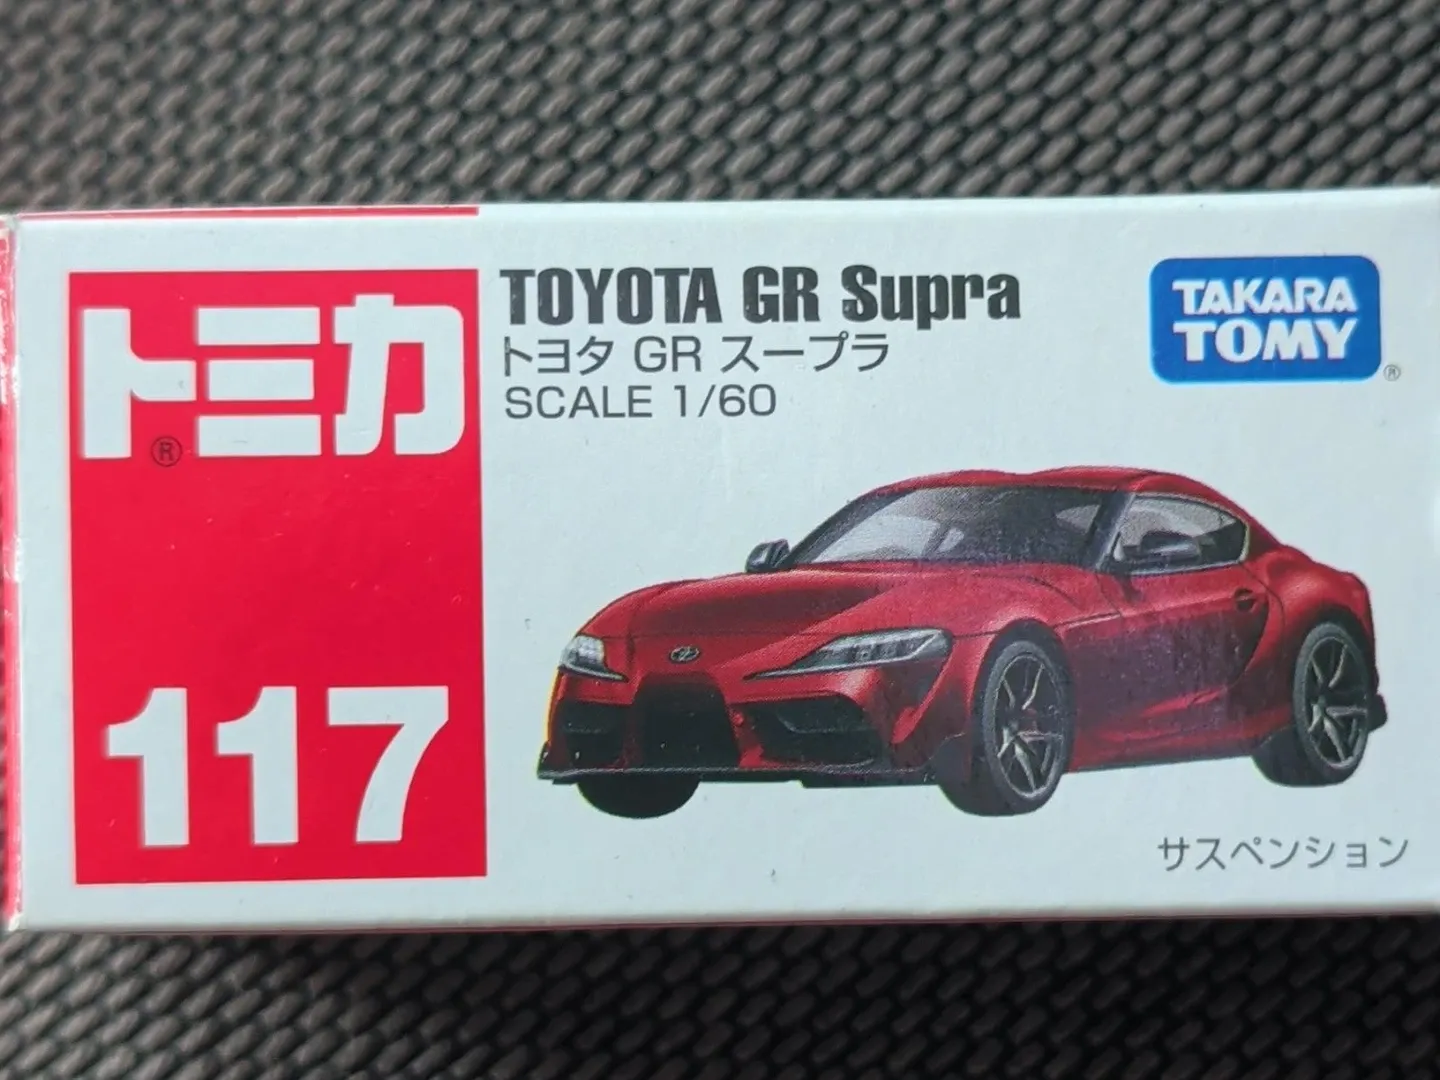 トミカ
®
117
TOYOTA GR Supra
トヨタ GR スープラ
SCALE 1/60
TAKARA
TOMY
®
サスペンション